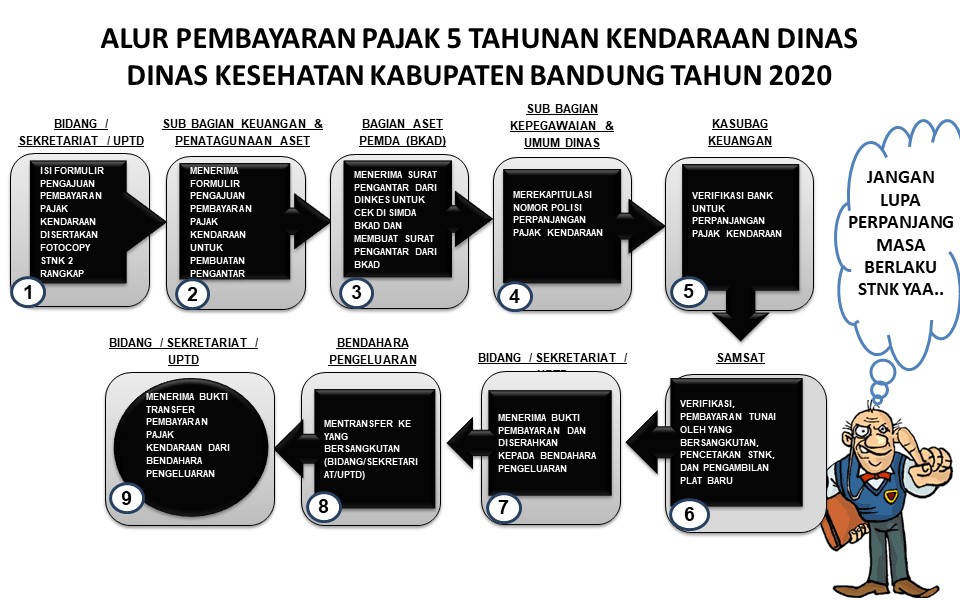 ALUR PEMBAYARAN PAJAK 5 TAHUNAN KENDARAAN DINAS
DINAS KESEHATAN KABUPATEN BANDUNG TAHUN 2020
BIDANG /
SEKRETARIAT / UPTD
ISI FORMULIR
PENGAJUAN
PEMBAYARAN
PAJAK
KENDARAAN
DISERTAKAN
FOTOCOPY
STNK 2
RANGKAP
1
SUB BAGIAN KEUANGAN &
PENATAGUNAAN ASET
MENERIMA
FORMULIR
PENGAJUAN
PEMBAYARAN
PAJAK
KENDARAAN
UNTUK
PEMBUATAN
PENGANTAR
2
BAGIAN ASET
PEMDA (BKAD)
MENERIMA SURAT
PENGANTAR DARI
DINKES UNTUK
CEK DI SIMDA
BKAD DAN
MEMBUAT SURAT
PENGANTAR DARI
BKAD
3
SUB BAGIAN
KEPEGAWAIAN &
UMUM DINAS
MEREKAPITULASI
NOMOR POLISI
PERPANJANGAN
PAJAK KENDARAAN
4
KASUBAG
KEUANGAN
VERIFIKASI BANK
UNTUK
PERPANJANGAN
PAJAK KENDARAAN
5
JANGAN
LUPA
PERPANJANG
MASA
BERLAKU
STNK YAA..
SAMSAT
VERIFIKASI,
PEMBAYARAN TUNAI
OLEH YANG
BERSANGKUTAN,
PENCETAKAN STNK,
DAN PENGAMBILAN
PLAT BARU
6
BIDANG / SEKRETARIAT /
UPTD
MENERIMA BUKTI
PEMBAYARAN DAN
DISERAHKAN
KEPADA BENDAHARA
PENGELUARAN
7
BENDAHARA
PENGELUARAN
MENTRANSFER KE
YANG
BERSANGKUTAN
(BIDANG/SEKRETARI
AT/UPTD)
8
BIDANG / SEKRETARIAT /
UPTD
MENERIMA BUKTI
TRANSFER
PEMBAYARAN
PAJAK
KENDARAAN DARI
BENDAHARA
PENGELUARAN
9